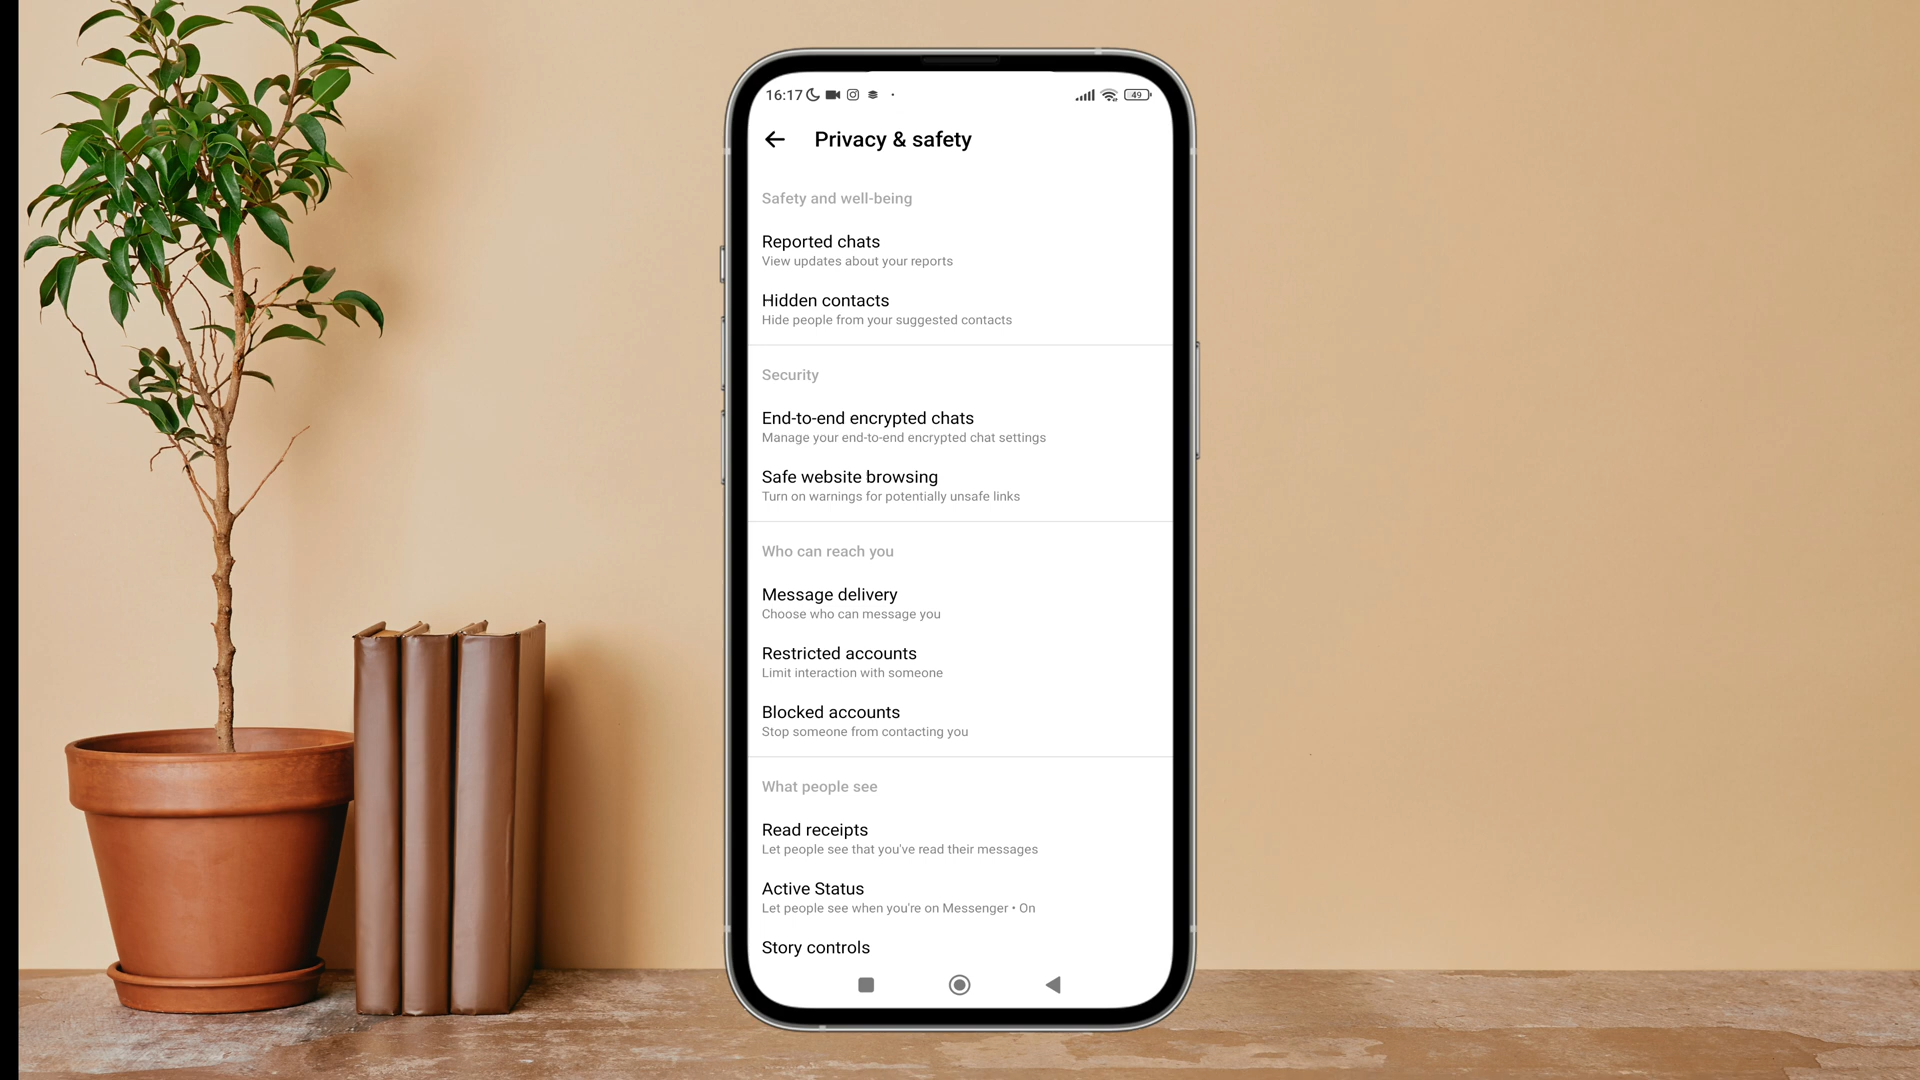 16:17
49
Privacy & safety
Safety and well-being
Reported chats
View updates about your reports
Hidden contacts
Hide people from your suggested contacts
Security
End-to-end encrypted chats
Manage your end-to-end encrypted chat settings
Safe website browsing
Turn on warnings for potentially unsafe links
Who can reach you
Message delivery
Choose who can message you
Restricted accounts
Limit interaction with someone
Blocked accounts
Stop someone from contacting you
What people see
Read receipts
Let people see that you've read their messages
Active Status
Let people see when you're on Messenger • On
Story controls